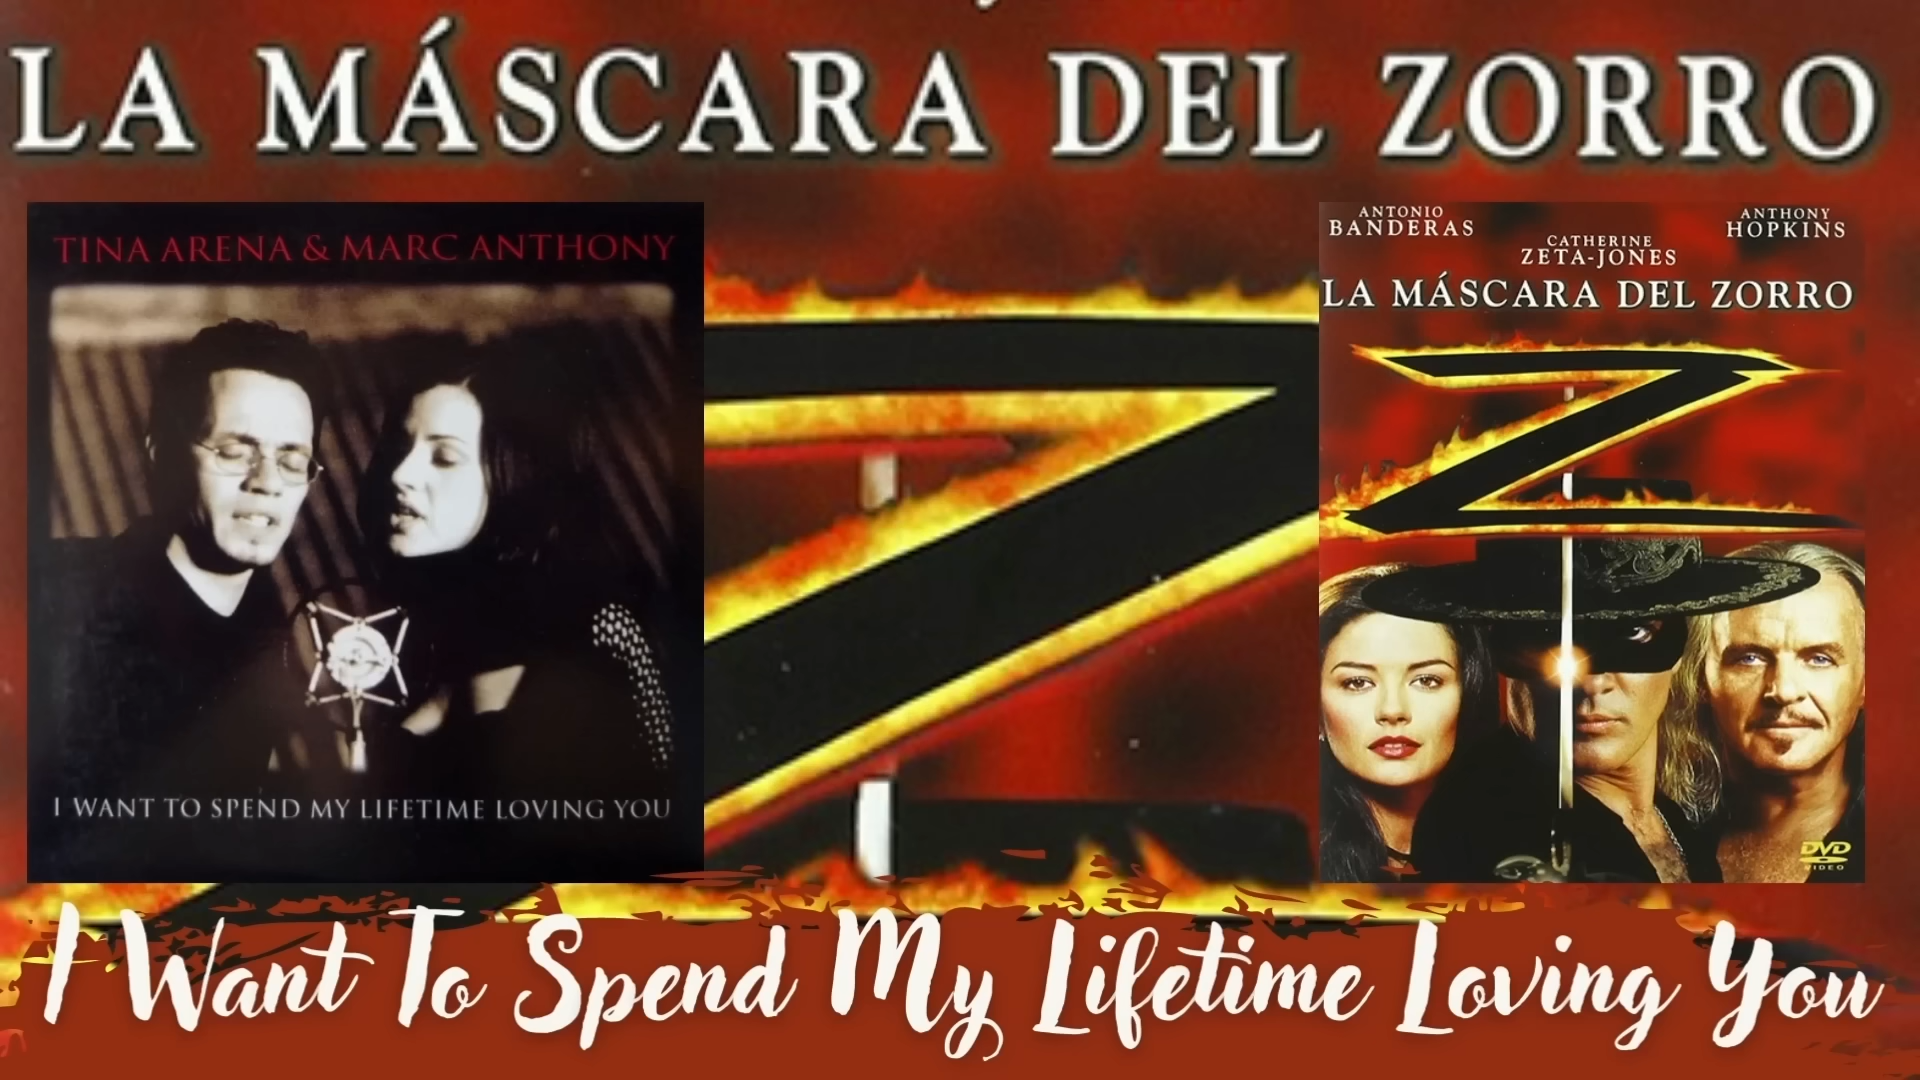 LA MÁSCARA DEL ZORRO
TINA ARENA & MARC ANTHONY
I WANT TO SPEND MY LIFETIME LOVING YOU
ANTONIO
BANDERAS
ANTHONY
HOPKINS
CATHERINE
ZETA-JONES
LA MÁSCARA DEL ZORRO
Z
DVD
VIDEO
I Want To Spend My Lifetime Loving You